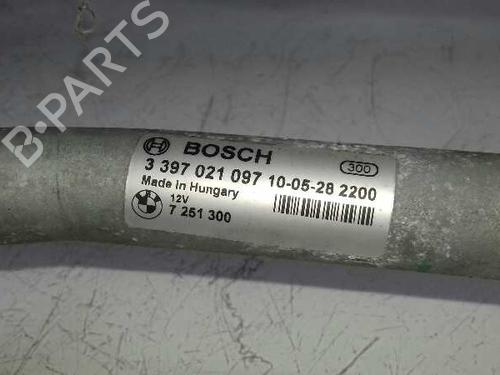 B-PARTS
BOSCH 300
3 397 021 097 10-05-28 2200
Made in Hungary
12V
7 251 300